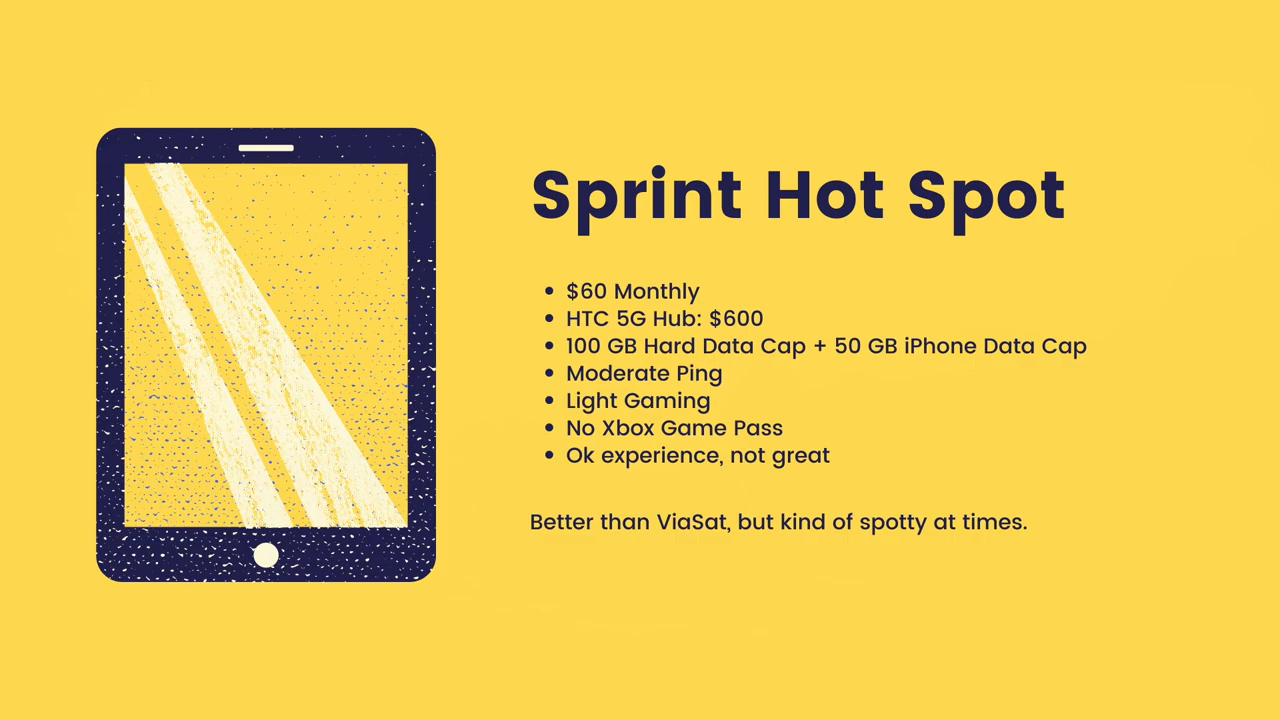 Sprint Hot Spot
• $60 Monthly
• HTC 5G Hub: $600
• 100 GB Hard Data Cap + 50 GB iPhone Data Cap
• Moderate Ping
• Light Gaming
• No Xbox Game Pass
• Ok experience, not great
Better than ViaSat, but kind of spotty at times.